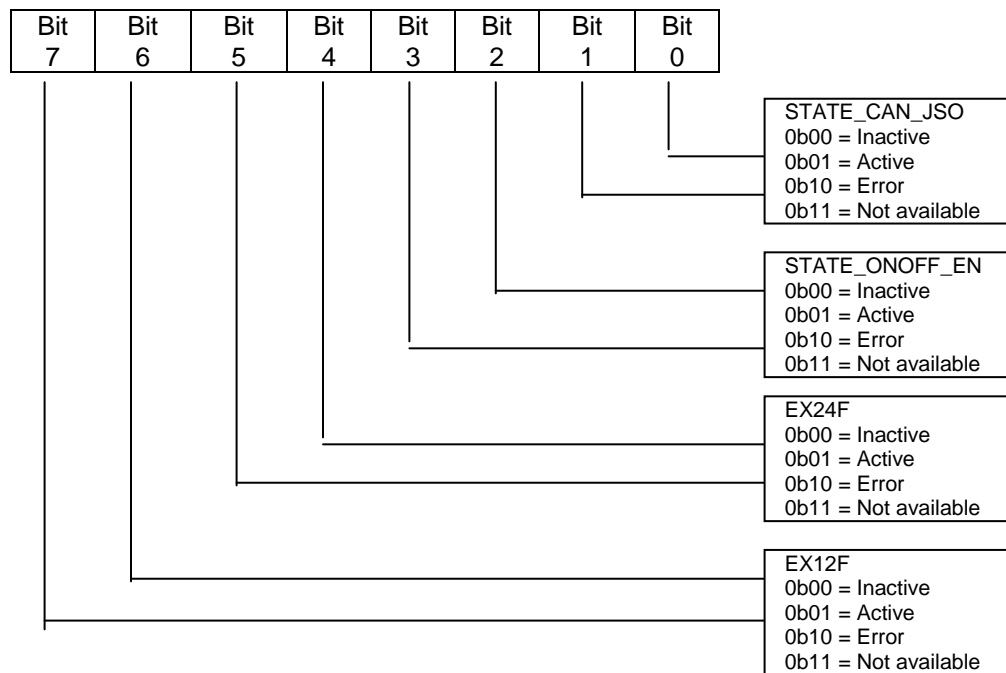 Bit Bit Bit Bit Bit Bit Bit Bit
7 6 5 4 3 2 1 0
STATE_CAN_JSO
0b00 = Inactive
0b01 = Active
0b10 = Error
0b11 = Not available
STATE_ONOFF_EN
0b00 = Inactive
0b01 = Active
0b10 = Error
0b11 = Not available
EX24F
0b00 = Inactive
0b01 = Active
0b10 = Error
0b11 = Not available
EX12F
0b00 = Inactive
0b01 = Active
0b10 = Error
0b11 = Not available